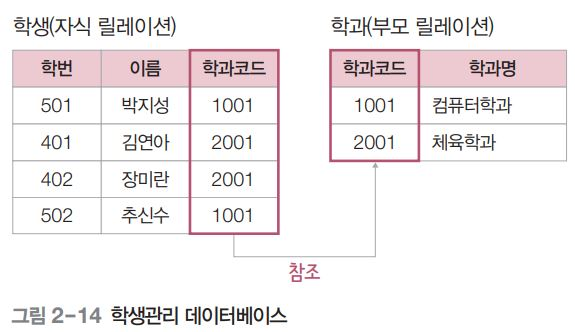 학생(자식 릴레이션)
학번 이름 학과코드
501 박지성 1001
401 김연아 2001
402 장미란 2001
502 추신수 1001
학과(부모 릴레이션)
학과코드 학과명
1001 컴퓨터학과
2001 체육학과
참조
그림 2-14 학생관리 데이터베이스